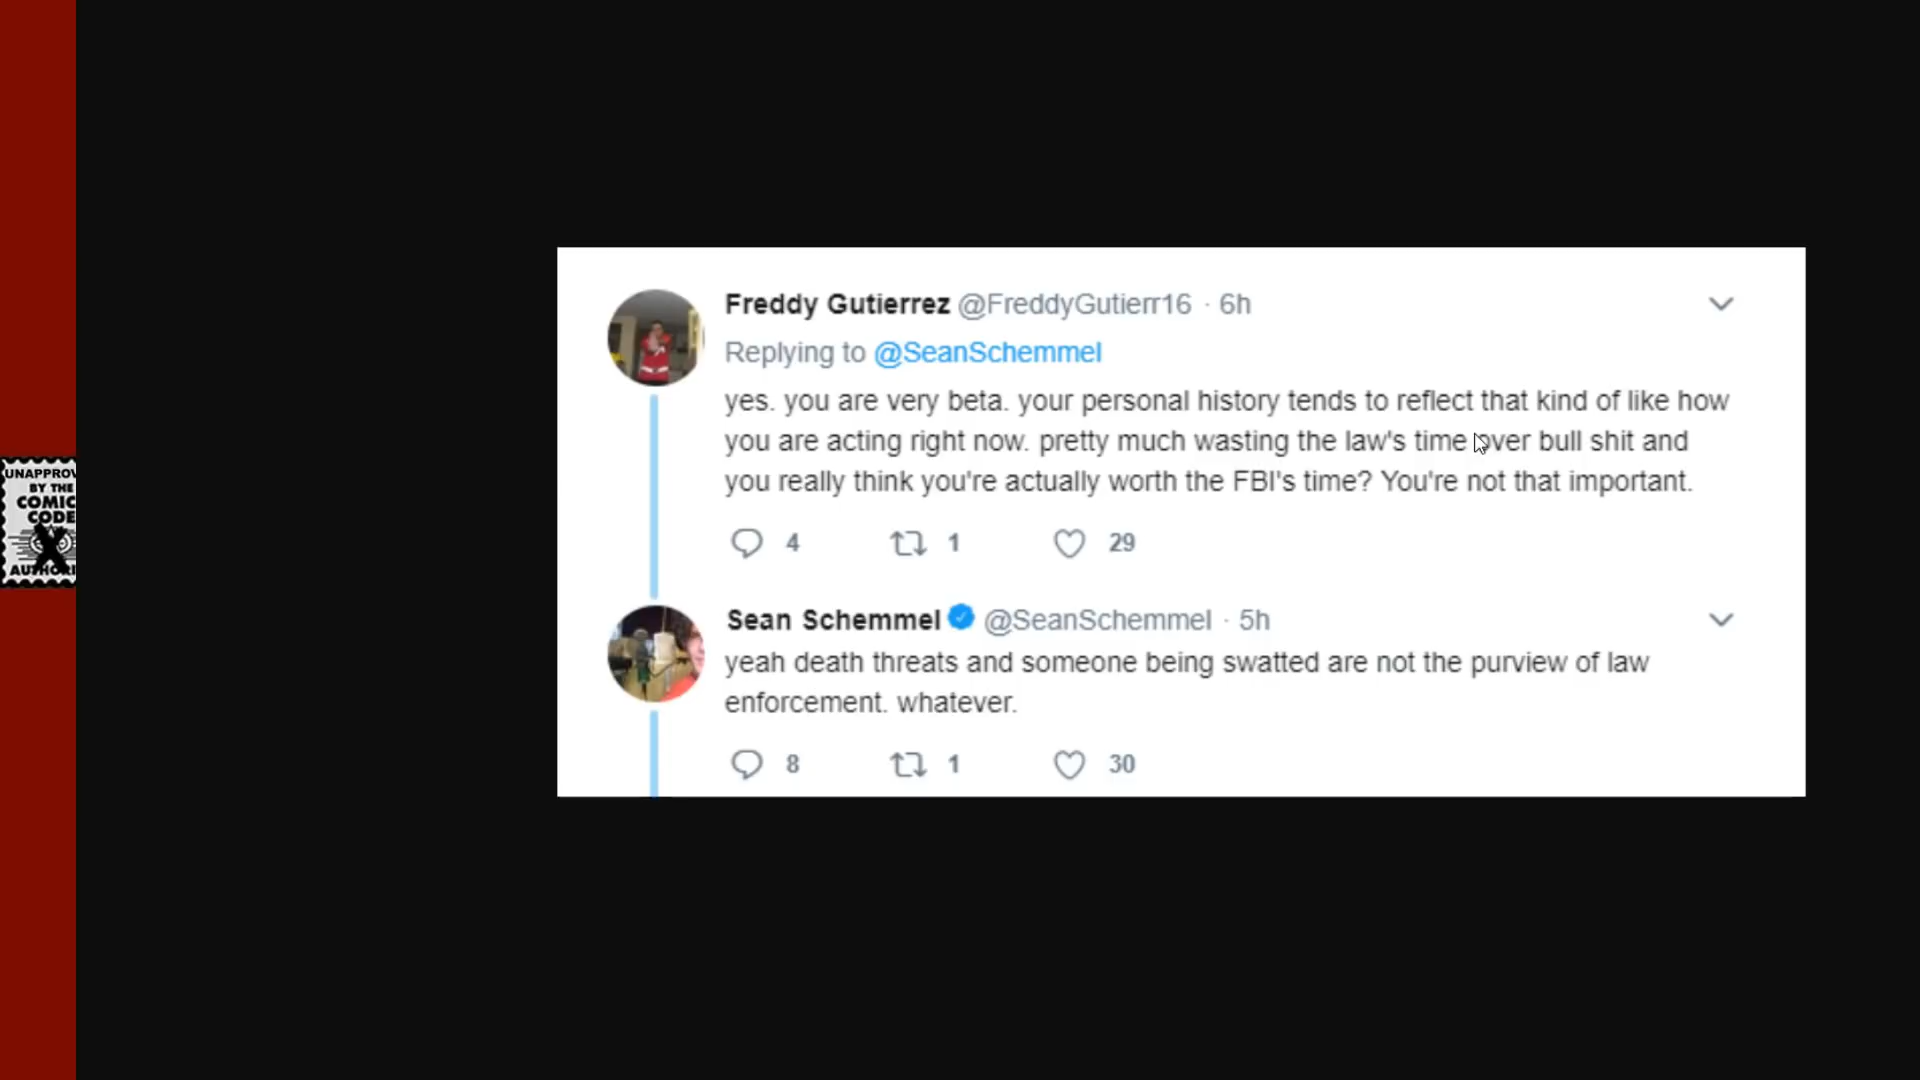 UNAPPROV
BY THE
COMIC
CODE
AUTHORI
Freddy Gutierrez @FreddyGutierr16 · 6h
Replying to @SeanSchemmel
yes. you are very beta. your personal history tends to reflect that kind of like how
you are acting right now. pretty much wasting the law's time over bull shit and
you really think you're actually worth the FBI's time? You're not that important.
4 1 29
Sean Schemmel @SeanSchemmel · 5h
yeah death threats and someone being swatted are not the purview of law
enforcement. whatever.
8 1 30